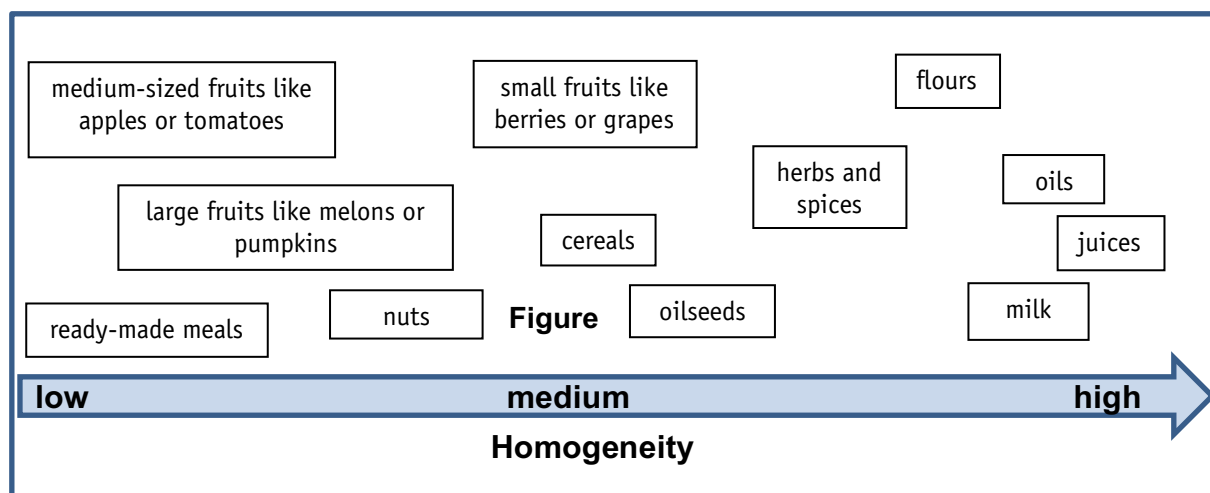 medium-sized fruits like
apples or tomatoes
small fruits like
berries or grapes
flours
herbs and
spices
oils
large fruits like melons or
pumpkins
cereals
juices
ready-made meals
nuts
Figure
oilseeds
milk
low
medium
high
Homogeneity